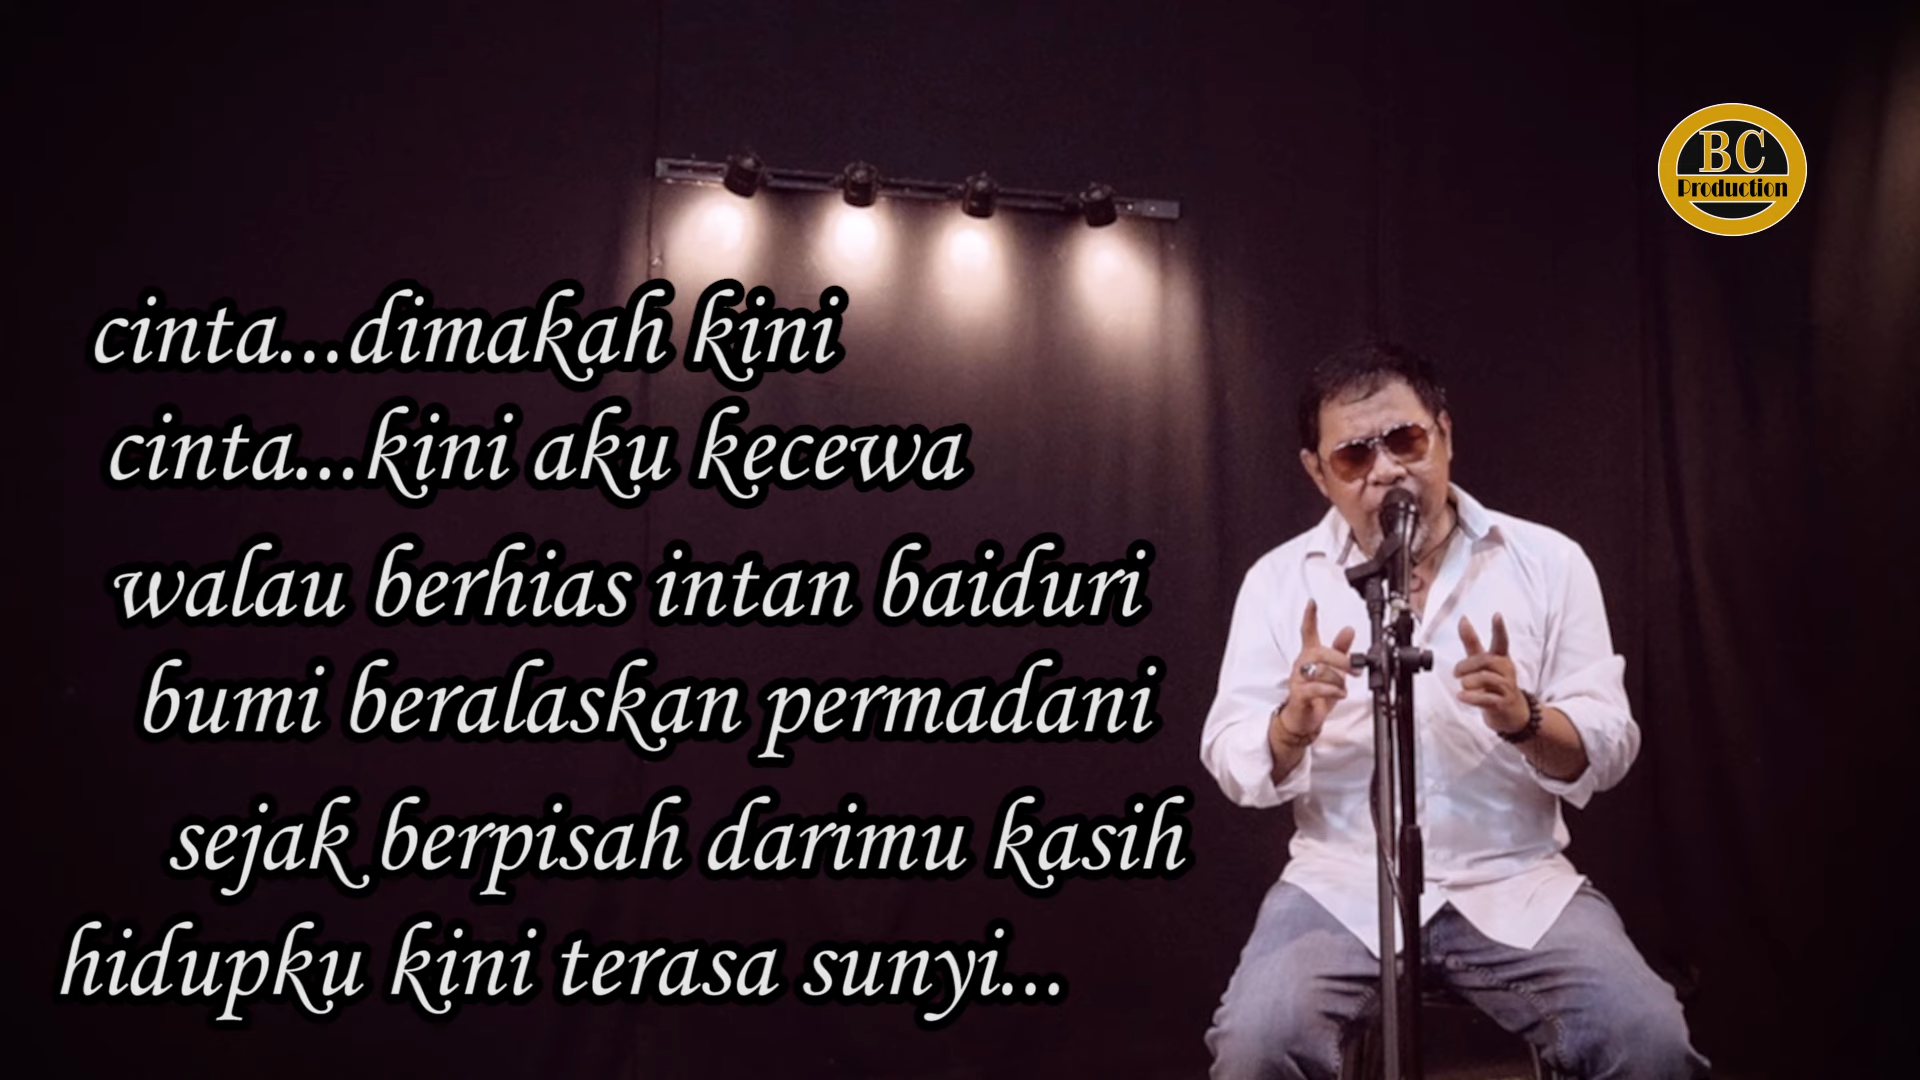 BC
Production
cinta...dimakah kini
cinta...kini aku kecewa
walau berhias intan baiduri
bumi beralaskan permadani
sejak berpisah darimu kasih
hidupku kini terasa sunyi...